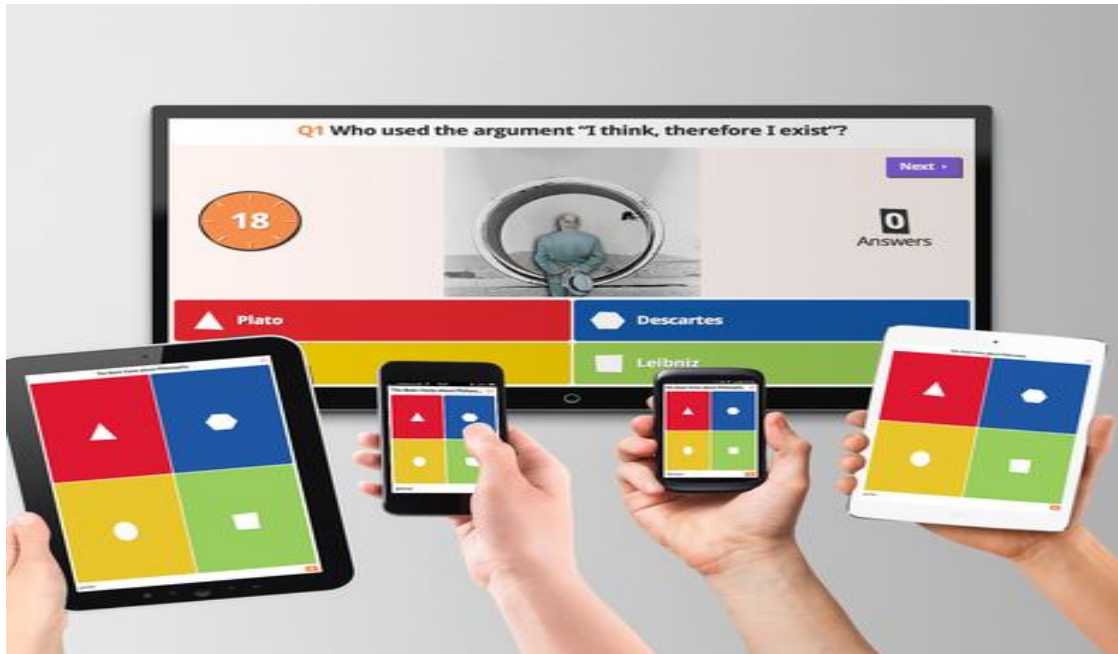 Q1 Who used the argument “I think, therefore I exist”?
Next
18
0
Answers
Plato
Descartes
Leibniz